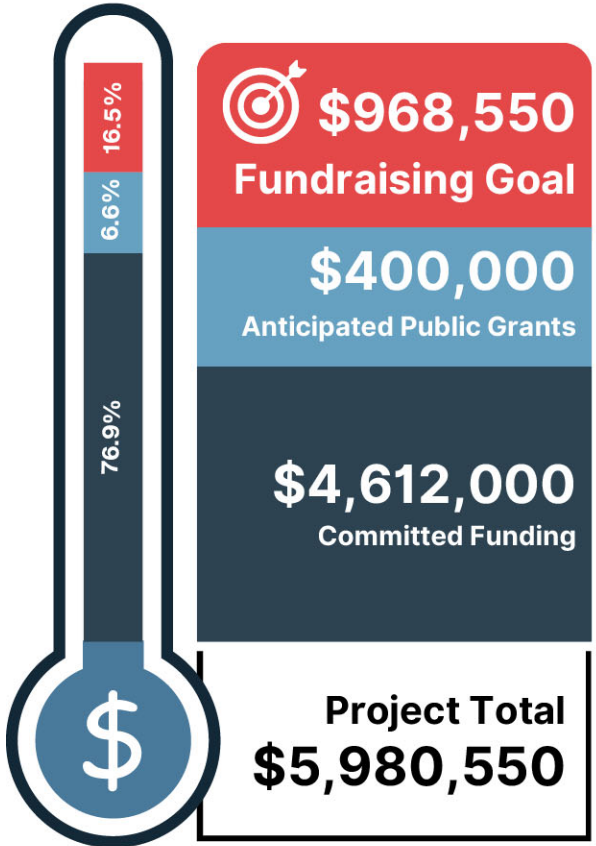 16.5%
6.6%
76.9%
$
$968,550
Fundraising Goal
$400,000
Anticipated Public Grants
$4,612,000
Committed Funding
Project Total
$5,980,550